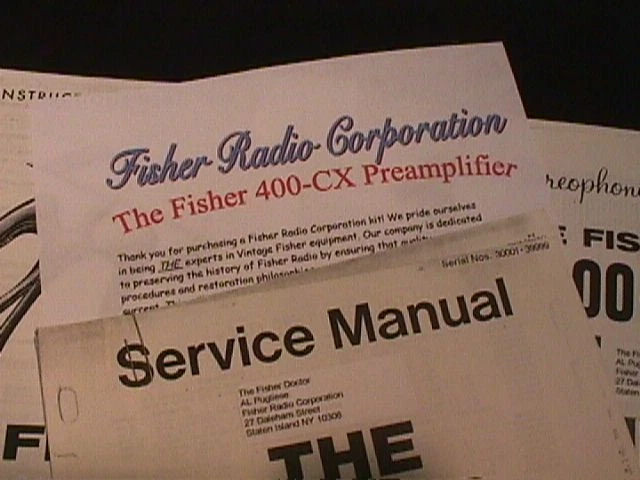 Fisher Radio Corporation
The Fisher 400-CX Preamplifier
Thank you for purchasing a Fisher Radio Corporation kit! We pride ourselves
in being THE experts in Vintage Fisher equipment. Our company is dedicated
to preserving the history of Fisher Radio by ensuring that
procedures and restoration
Serial Nos. 30001-39999
Service Manual
The Fisher Doctor
AL Pugliese
Fisher Radio Corporation
27 Dalsham Street
Staten Island NY 10306
THE
reophon
FIS
00
F